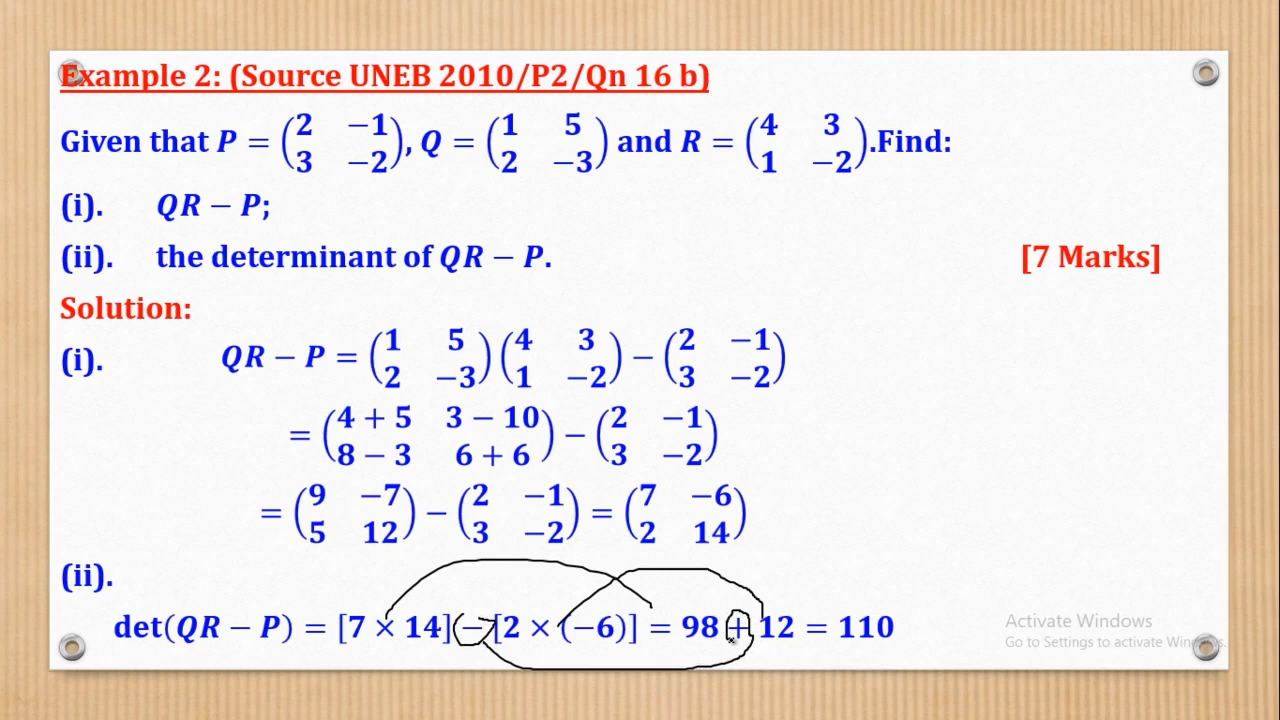 Example 2: (Source UNEB 2010/P2/Qn 16 b)
Given that P = (2 −1 3 −2), Q = (1 5 2 −3) and R = (4 3 1 −2).Find:
(i). QR − P;
(ii). the determinant of QR − P. [7 Marks]
Solution:
(i). QR − P = (1 5 2 −3)(4 3 1 −2) − (2 −1 3 −2)
= (4 + 5 3 − 10 8 − 3 6 + 6) − (2 −1 3 −2)
= (9 −7 5 12) − (2 −1 3 −2) = (7 −6 2 14)
(ii).
det(QR − P) = [7 × 14] − [2 × (−6)] = 98 + 12 = 110
Activate Windows
Go to Settings to activate Windows.